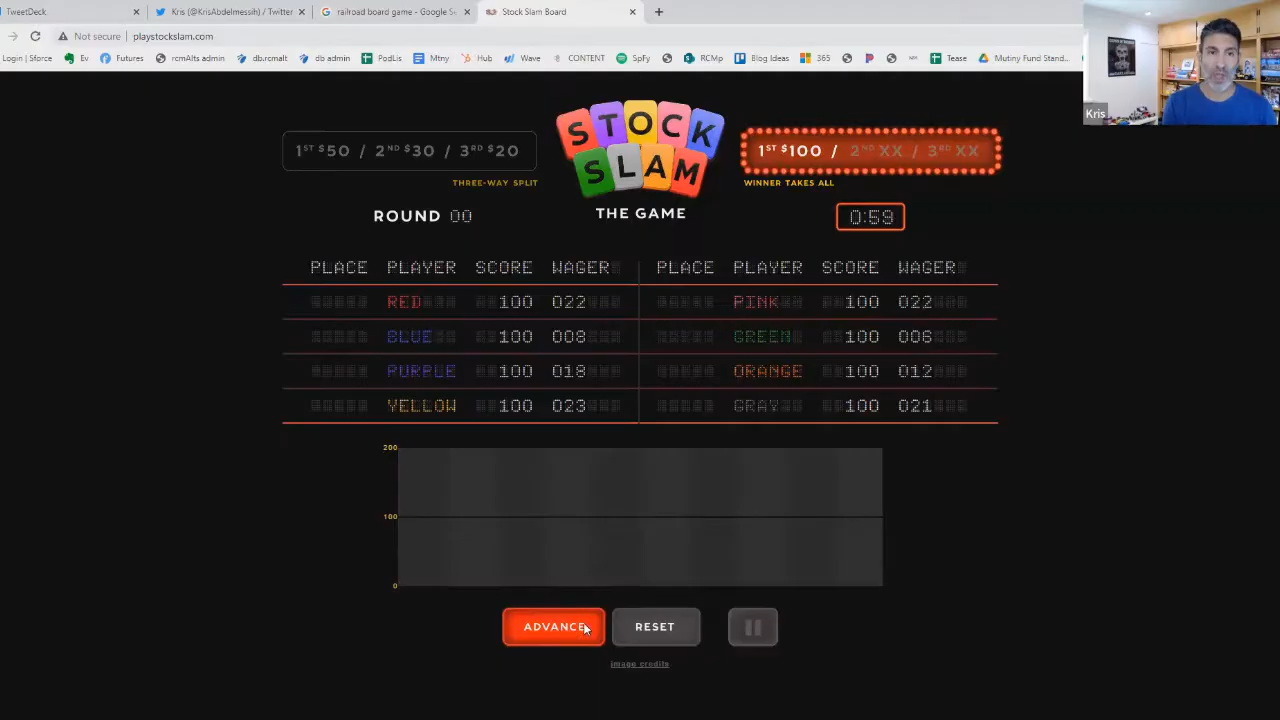 TweetDeck
Kris (@KrisAbdelmessih) / Twitter
railroad board game - Google Se
Stock Slam Board
Not secure | playstockslam.com
Login | Sforce
Ev
Futures
rcmAlts admin
db.rcmalt
db admin
PodLis
Mtny
Hub
Wave
CONTENT
SpFy
RCMp
Blog Ideas
365
Tease
Mutiny Fund Stand...
Kris
1ST $50 / 2ND $30 / 3RD $20
THREE-WAY SPLIT
STOCK
SLAM
THE GAME
1ST $100 / 2ND XX / 3RD XX
WINNER TAKES ALL
ROUND 00
0:59
PLACE PLAYER SCORE WAGER PLACE PLAYER SCORE WAGER
RED 100 022 PINK 100 022
BLUE 100 008 GREEN 100 006
PURPLE 100 018 ORANGE 100 012
YELLOW 100 023 GRAY 100 021
200
100
0
ADVANCE
RESET
image credits